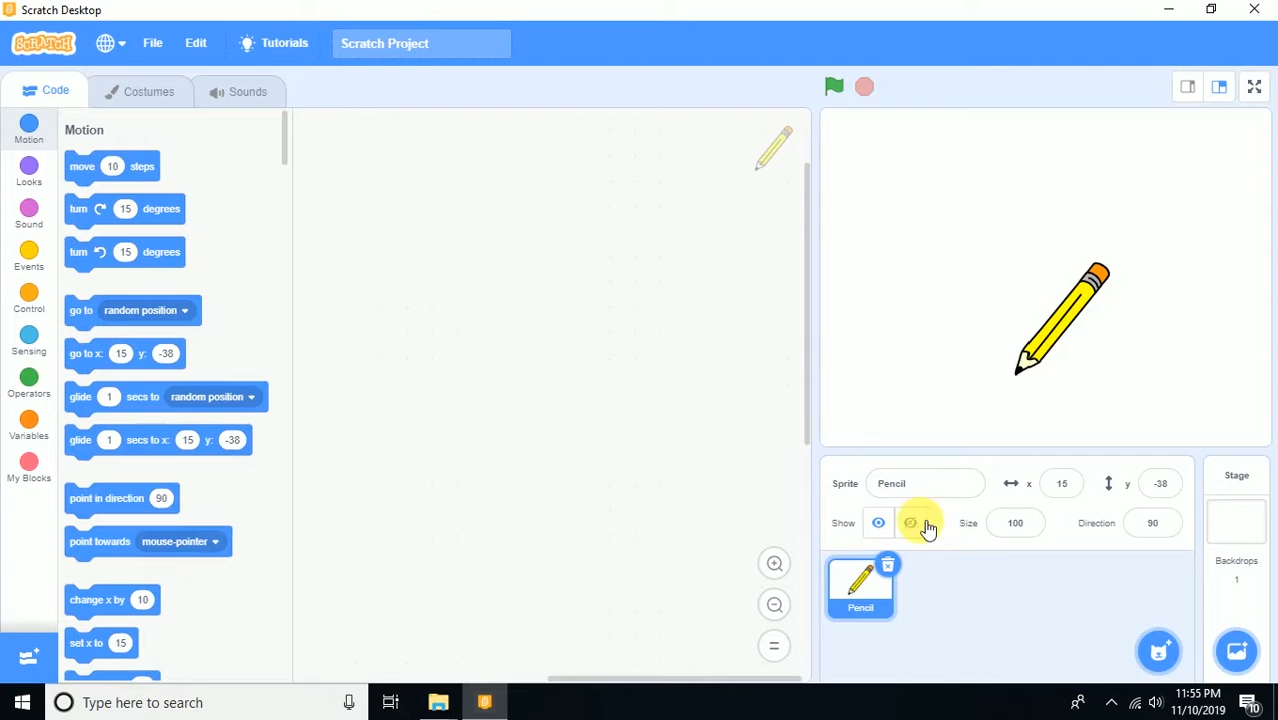 Scratch Desktop
SCRATCH File Edit Tutorials Scratch Project
Code Costumes Sounds
Motion
Looks
Sound
Events
Control
Sensing
Operators
Variables
My Blocks
Motion
move 10 steps
turn 15 degrees
turn 15 degrees
go to random position
go to x: 15 y: -38
glide 1 secs to random position
glide 1 secs to x: 15 y: -38
point in direction 90
point towards mouse-pointer
change x by 10
set x to 15
Sprite Pencil x 15 y -38
Show Size 100 Direction 90
Pencil
Stage
Backdrops
1
Type here to search
11:55 PM
11/10/2019
10